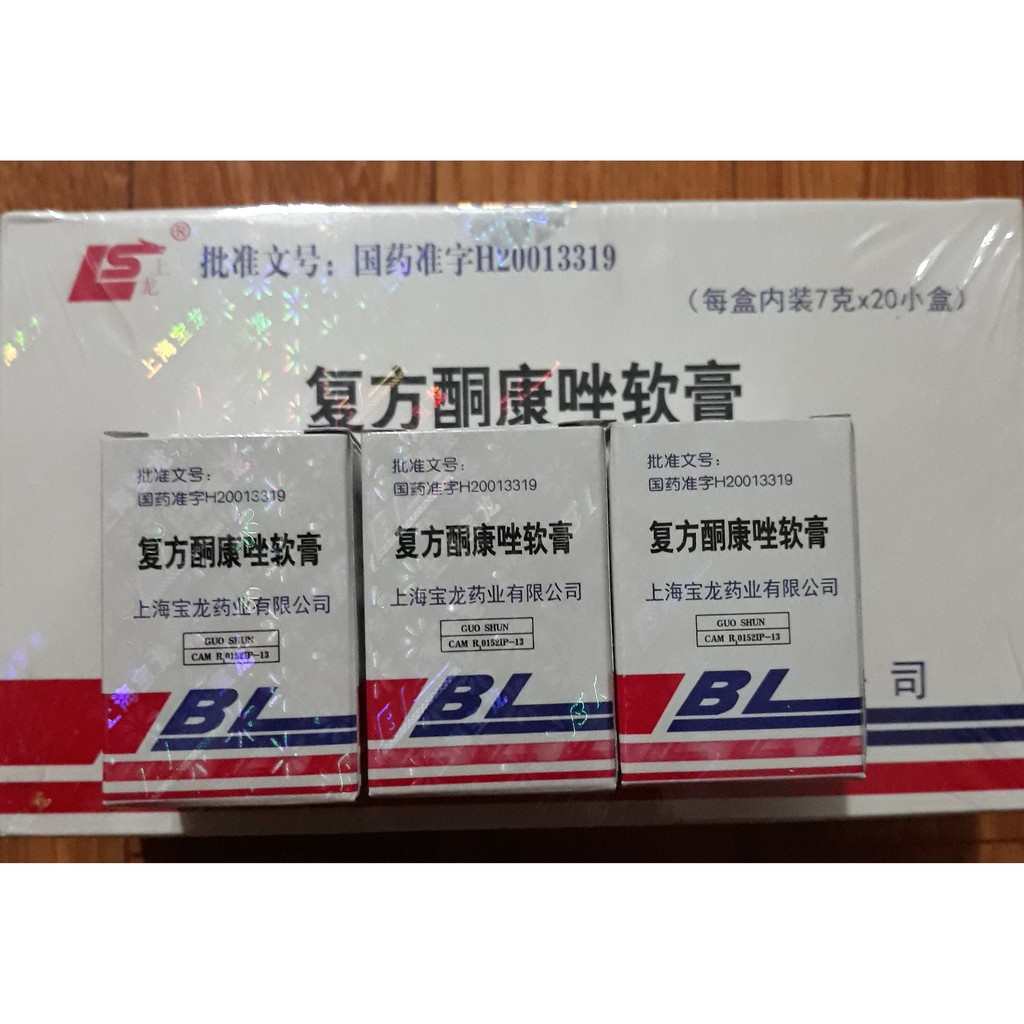 LS
上龙
®
批准文号：国药准字H20013319
（每盒内装7克x20小盒）
上海宝龙
复方酮康唑软膏
司
批准文号：
国药准字H20013319
复方酮康唑软膏
上海宝龙药业有限公司
GUO SHUN
CAM R,0152IP-13
BL
批准文号：
国药准字H20013319
复方酮康唑软膏
上海宝龙药业有限公司
GUO SHUN
CAM R,0152IP-13
BL
批准文号：
国药准字H20013319
复方酮康唑软膏
上海宝龙药业有限公司
GUO SHUN
CAM R,0152IP-13
BL